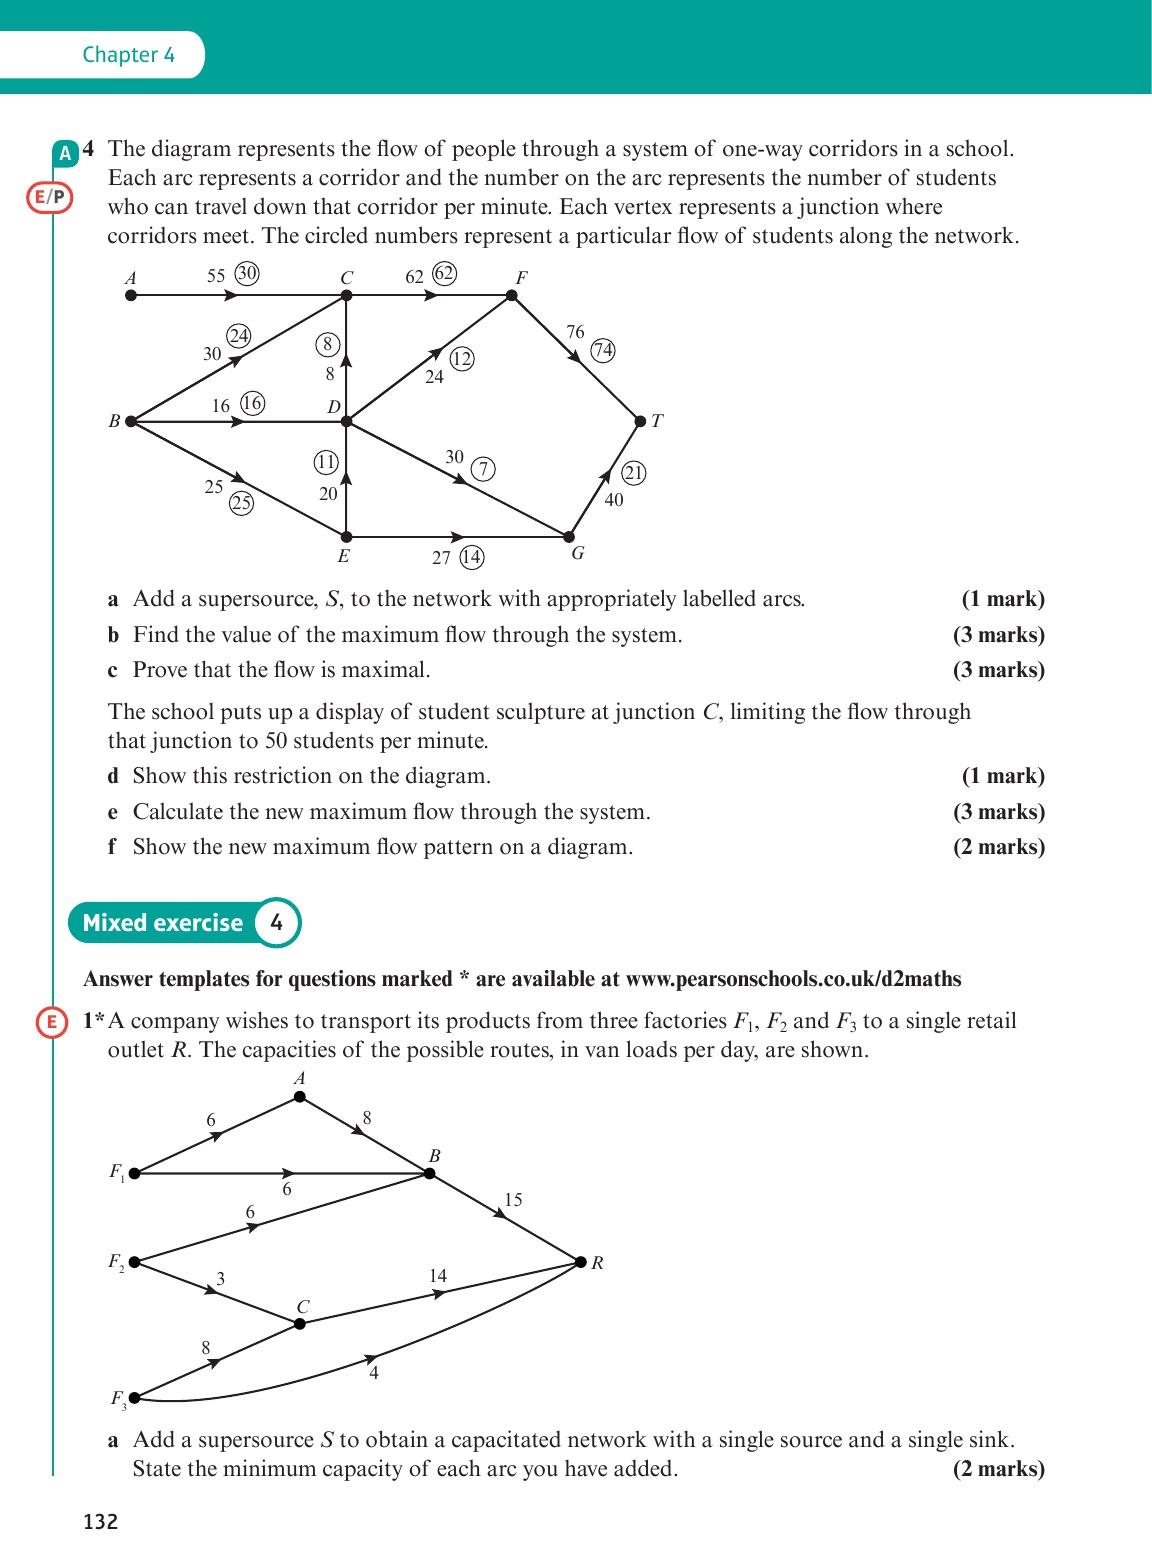 Chapter 4
A
E/P
4 The diagram represents the flow of people through a system of one-way corridors in a school.
Each arc represents a corridor and the number on the arc represents the number of students
who can travel down that corridor per minute. Each vertex represents a junction where
corridors meet. The circled numbers represent a particular flow of students along the network.
A 55 30 C 62 62 F
76
24 8 74
30 12
8 24
16 16 D
B T
30
11 7 21
25 20 40
25
E 27 14 G
a Add a supersource, S, to the network with appropriately labelled arcs. (1 mark)
b Find the value of the maximum flow through the system. (3 marks)
c Prove that the flow is maximal. (3 marks)
The school puts up a display of student sculpture at junction C, limiting the flow through
that junction to 50 students per minute.
d Show this restriction on the diagram. (1 mark)
e Calculate the new maximum flow through the system. (3 marks)
f Show the new maximum flow pattern on a diagram. (2 marks)
Mixed exercise 4
Answer templates for questions marked * are available at www.pearsonschools.co.uk/d2maths
E
1* A company wishes to transport its products from three factories F₁, F₂ and F₃ to a single retail
outlet R. The capacities of the possible routes, in van loads per day, are shown.
A
6 8
B
F₁
6
15
6
F₂ R
3 14
C
8
4
F₃
a Add a supersource S to obtain a capacitated network with a single source and a single sink.
State the minimum capacity of each arc you have added. (2 marks)
132